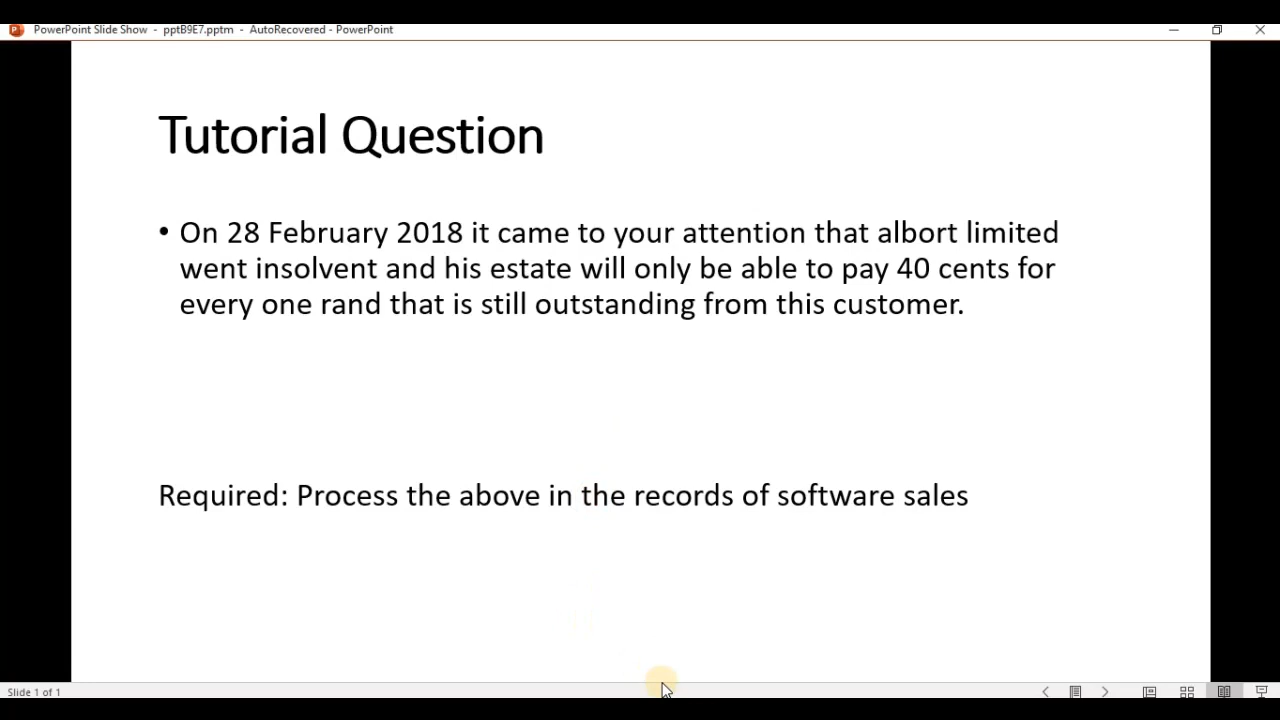 PowerPoint Slide Show - pptB9E7.pptm - AutoRecovered - PowerPoint
Tutorial Question
• On 28 February 2018 it came to your attention that albort limited
went insolvent and his estate will only be able to pay 40 cents for
every one rand that is still outstanding from this customer.
Required: Process the above in the records of software sales
Slide 1 of 1